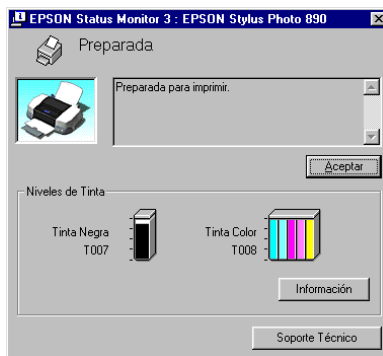 EPSON Status Monitor 3 : EPSON Stylus Photo 890
Preparada
Preparada para imprimir.
Aceptar
Niveles de Tinta
Tinta Negra
T007
Tinta Color
T008
Información
Soporte Técnico